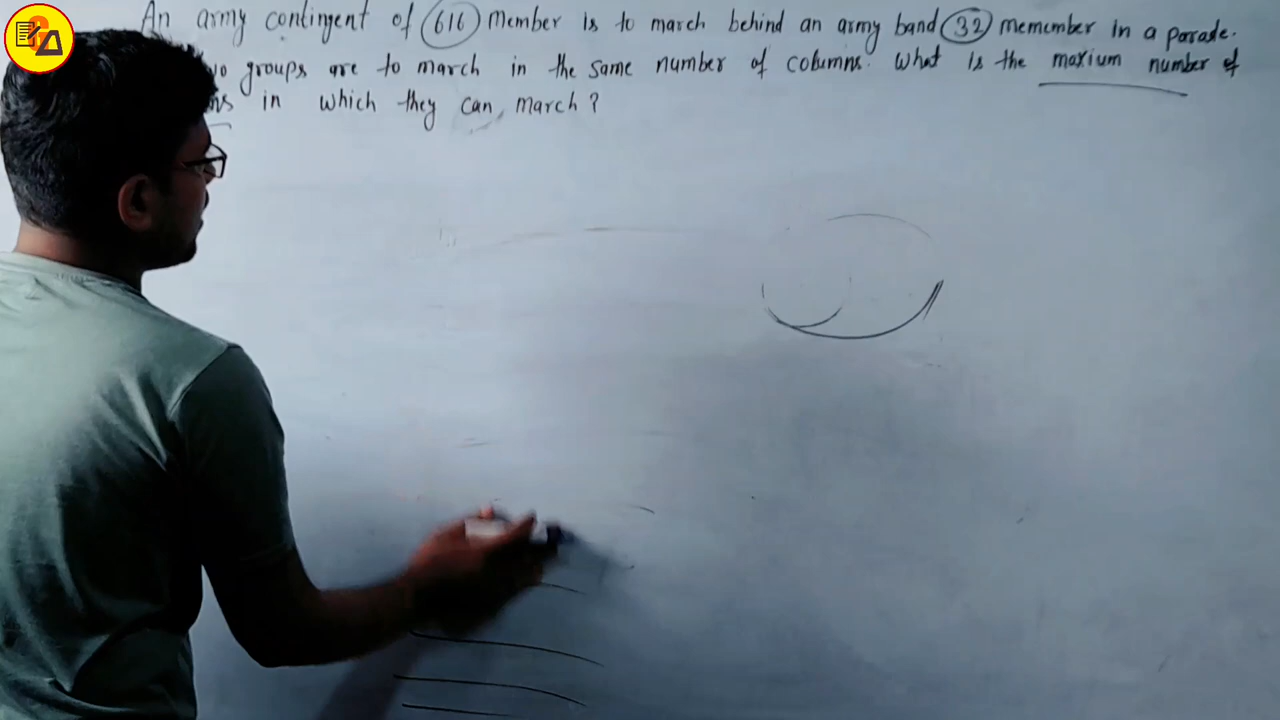 An army contingent of 616 Member is to march behind an army band 32 memember in a parade.
groups are to march in the same number of columns. What is the maxium number of
in which they can march?